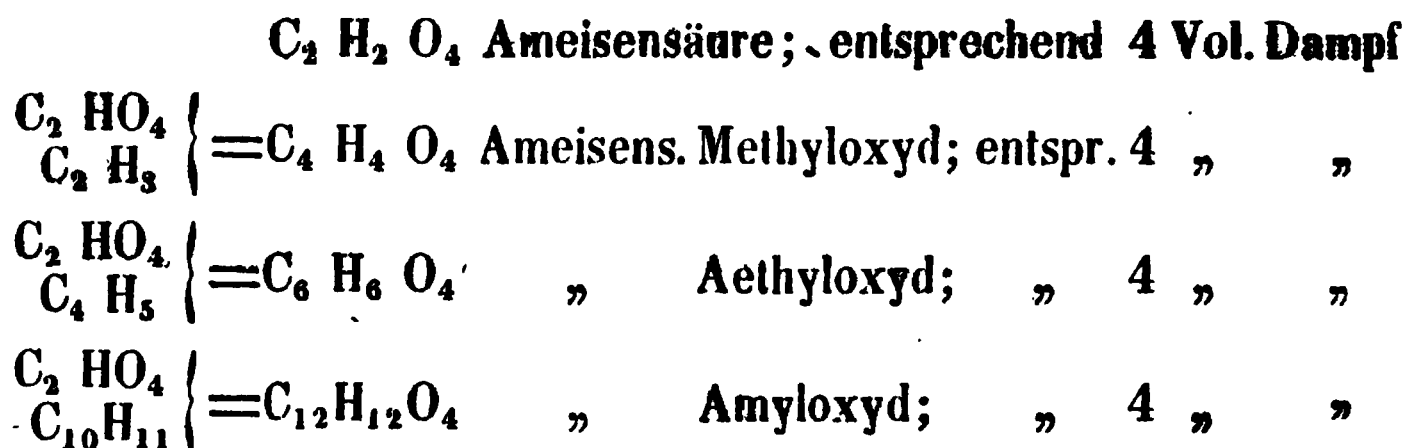 C₂ H₂ O₄ Ameisensäure; entsprechend 4 Vol. Dampf
C₂ HO₄
C₂ H₃ } =C₄ H₄ O₄ Ameisens. Methyloxyd; entspr. 4 „ „
C₂ HO₄
C₄ H₅ } =C₆ H₆ O₄ „ Aethyloxyd; „ 4 „ „
C₂ HO₄
C₁₀H₁₁ } =C₁₂H₁₂O₄ „ Amyloxyd; „ 4 „ „